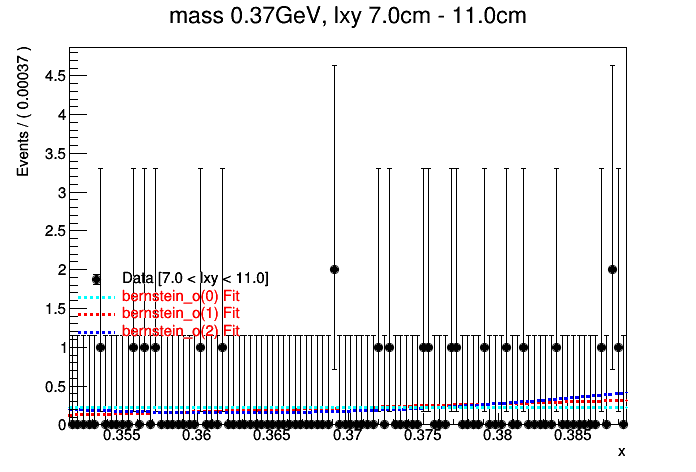 mass 0.37GeV, lxy 7.0cm - 11.0cm
Events / ( 0.00037 )
4.5
4
3.5
3
2.5
2
1.5
1
0.5
0
Data [7.0 < lxy < 11.0]
bernstein_o(0) Fit
bernstein_o(1) Fit
bernstein_o(2) Fit
0.355 0.36 0.365 0.37 0.375 0.38 0.385
x